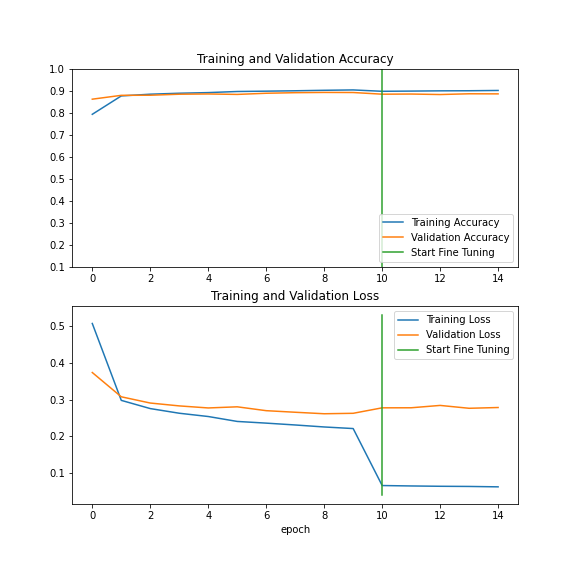 Training and Validation Accuracy
1.0
0.9
0.8
0.7
0.6
0.5
0.4
0.3
0.2
0.1
Training Accuracy
Validation Accuracy
Start Fine Tuning
0 2 4 6 8 10 12 14
Training and Validation Loss
0.5
0.4
0.3
0.2
0.1
Training Loss
Validation Loss
Start Fine Tuning
0 2 4 6 8 10 12 14
epoch